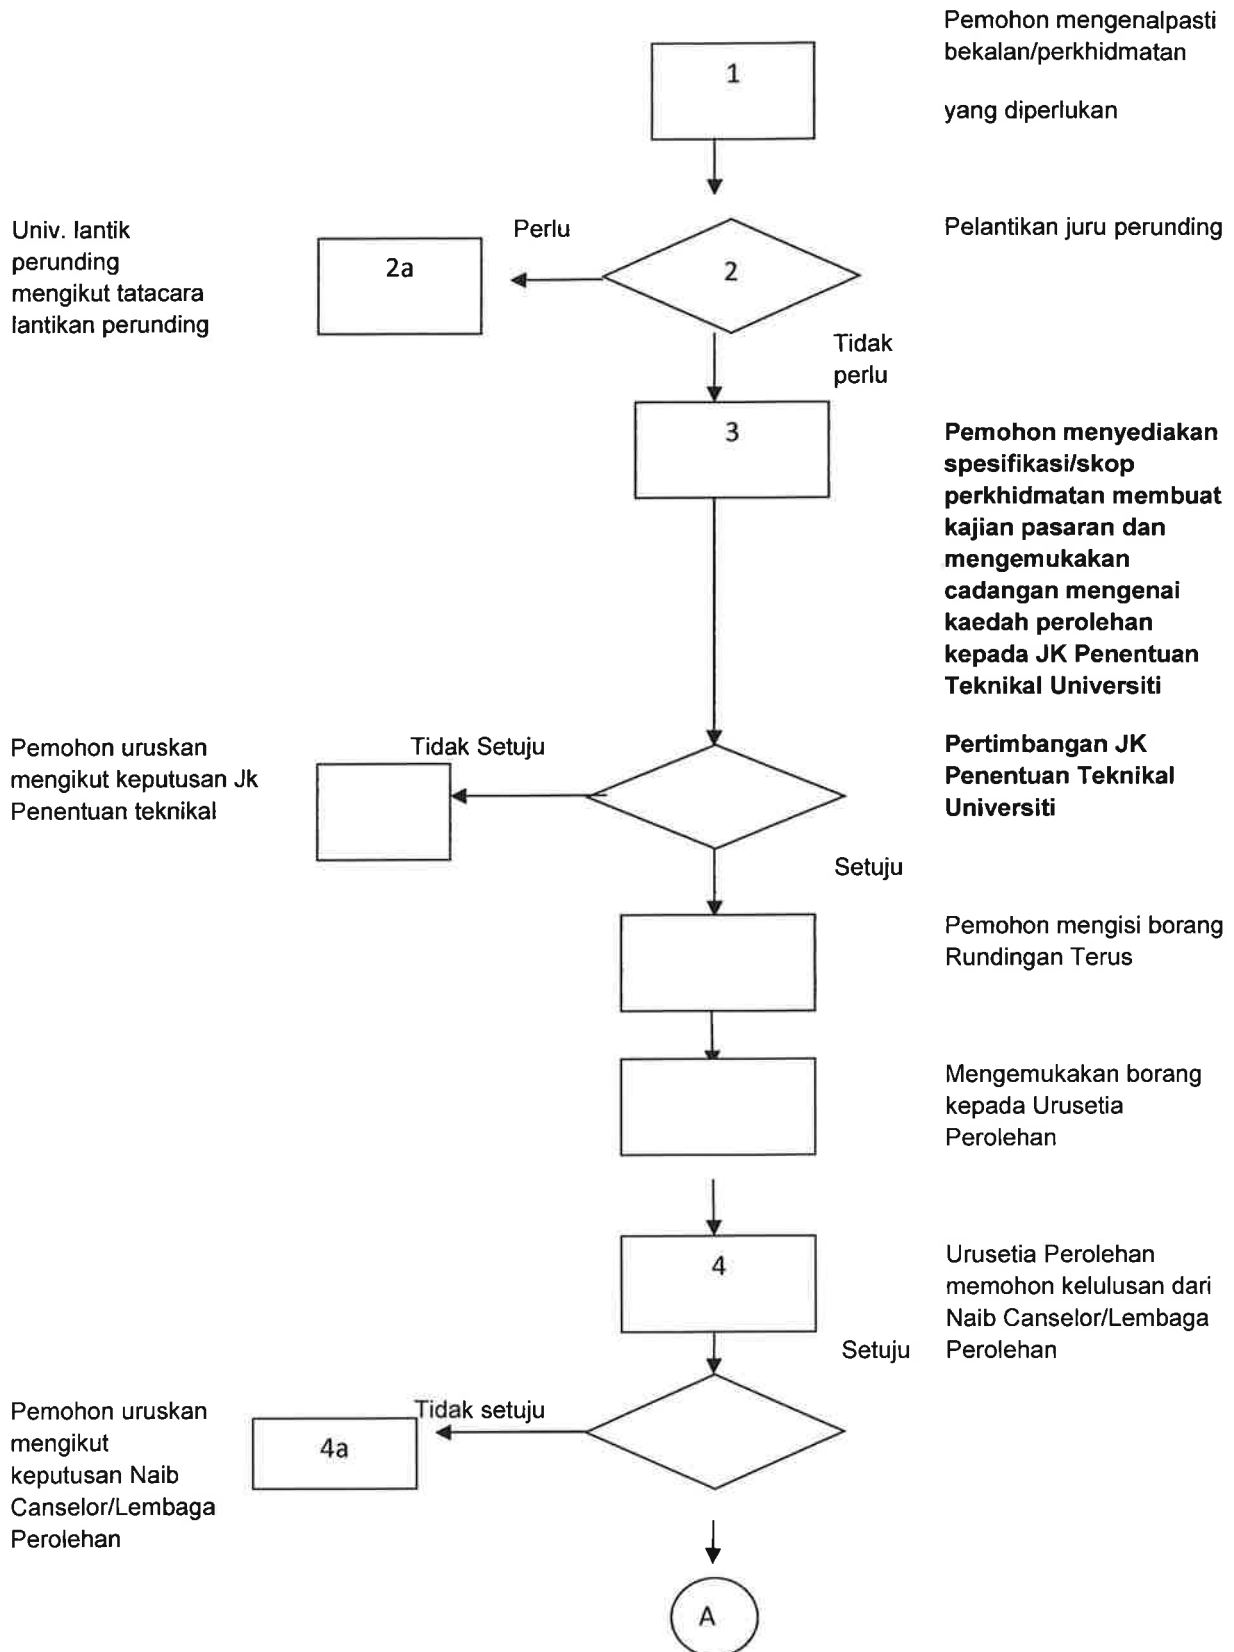 Pemohon mengenalpasti
bekalan/perkhidmatan
yang diperlukan
1
Univ. lantik
perunding
mengikut tatacara
lantikan perunding
2a
Perlu
2
Pelantikan juru perunding
Tidak
perlu
3
Pemohon menyediakan
spesifikasi/skop
perkhidmatan membuat
kajian pasaran dan
mengemukakan
cadangan mengenai
kaedah perolehan
kepada JK Penentuan
Teknikal Universiti
Pemohon uruskan
mengikut keputusan Jk
Penentuan teknikal
Tidak Setuju
Pertimbangan JK
Penentuan Teknikal
Universiti
Setuju
Pemohon mengisi borang
Rundingan Terus
Mengemukakan borang
kepada Urusetia
Perolehan
4
Urusetia Perolehan
memohon kelulusan dari
Naib Canselor/Lembaga
Perolehan
Setuju
Pemohon uruskan
mengikut
keputusan Naib
Canselor/Lembaga
Perolehan
4a
Tidak setuju
A